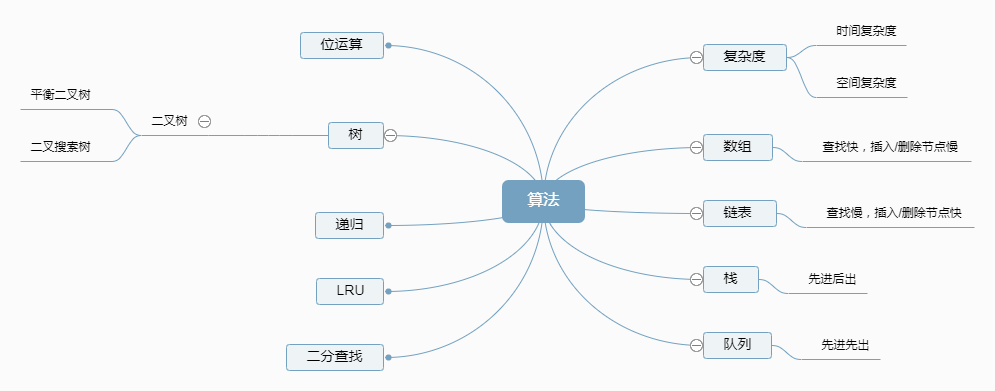 算法
复杂度
时间复杂度
空间复杂度
数组
查找快，插入/删除节点慢
链表
查找慢，插入/删除节点快
栈
先进后出
队列
先进先出
位运算
树
二叉树
平衡二叉树
二叉搜索树
递归
LRU
二分查找